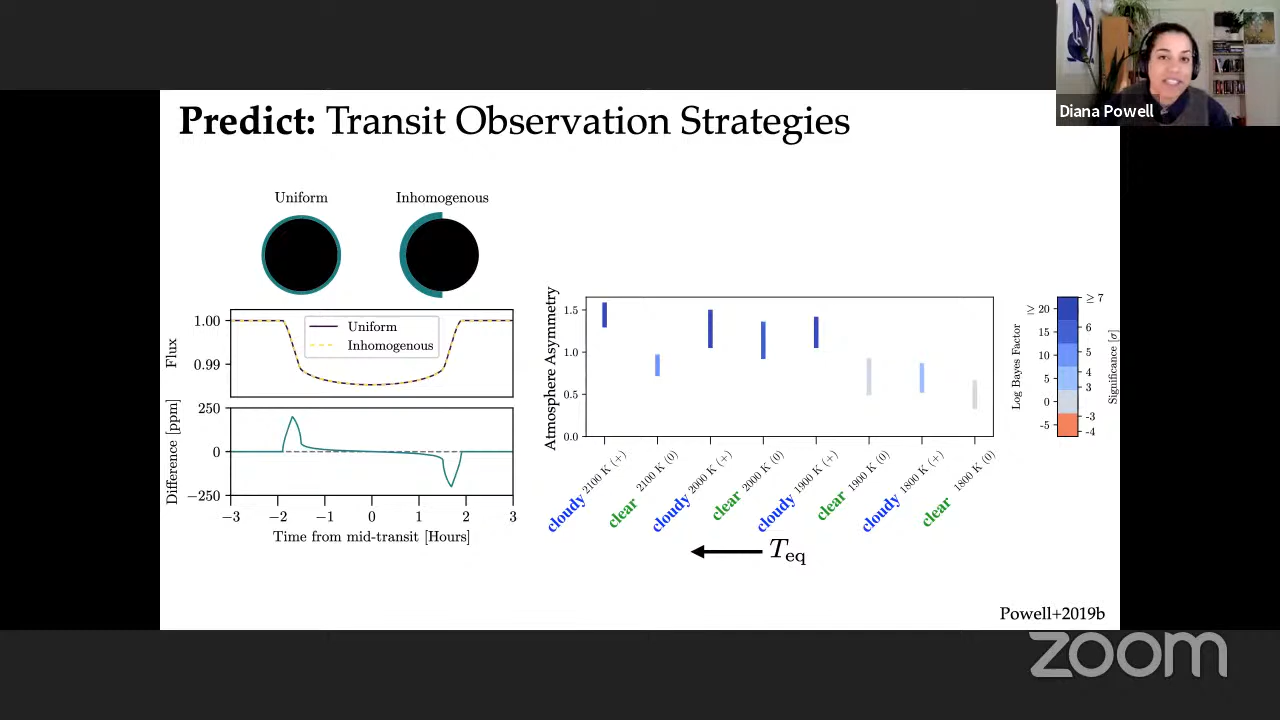 Diana Powell
Predict: Transit Observation Strategies
Uniform
Inhomogenous
1.00
0.99
Flux
Uniform
Inhomogenous
250
0
−250
Difference [ppm]
−3 −2 −1 0 1 2 3
Time from mid-transit [Hours]
Atmosphere Asymmetry
1.5
1.0
0.5
0.0
cloudy 2100 K (+)
clear 2100 K (0)
cloudy 2000 K (+)
clear 2000 K (0)
cloudy 1900 K (+)
clear 1900 K (0)
cloudy 1800 K (+)
clear 1800 K (0)
Teq
Log Bayes Factor
≥ 20
15
10
5
0
-5
≥ 7
6
5
4
3
-3
-4
Significance [σ]
Powell+2019b
zoom